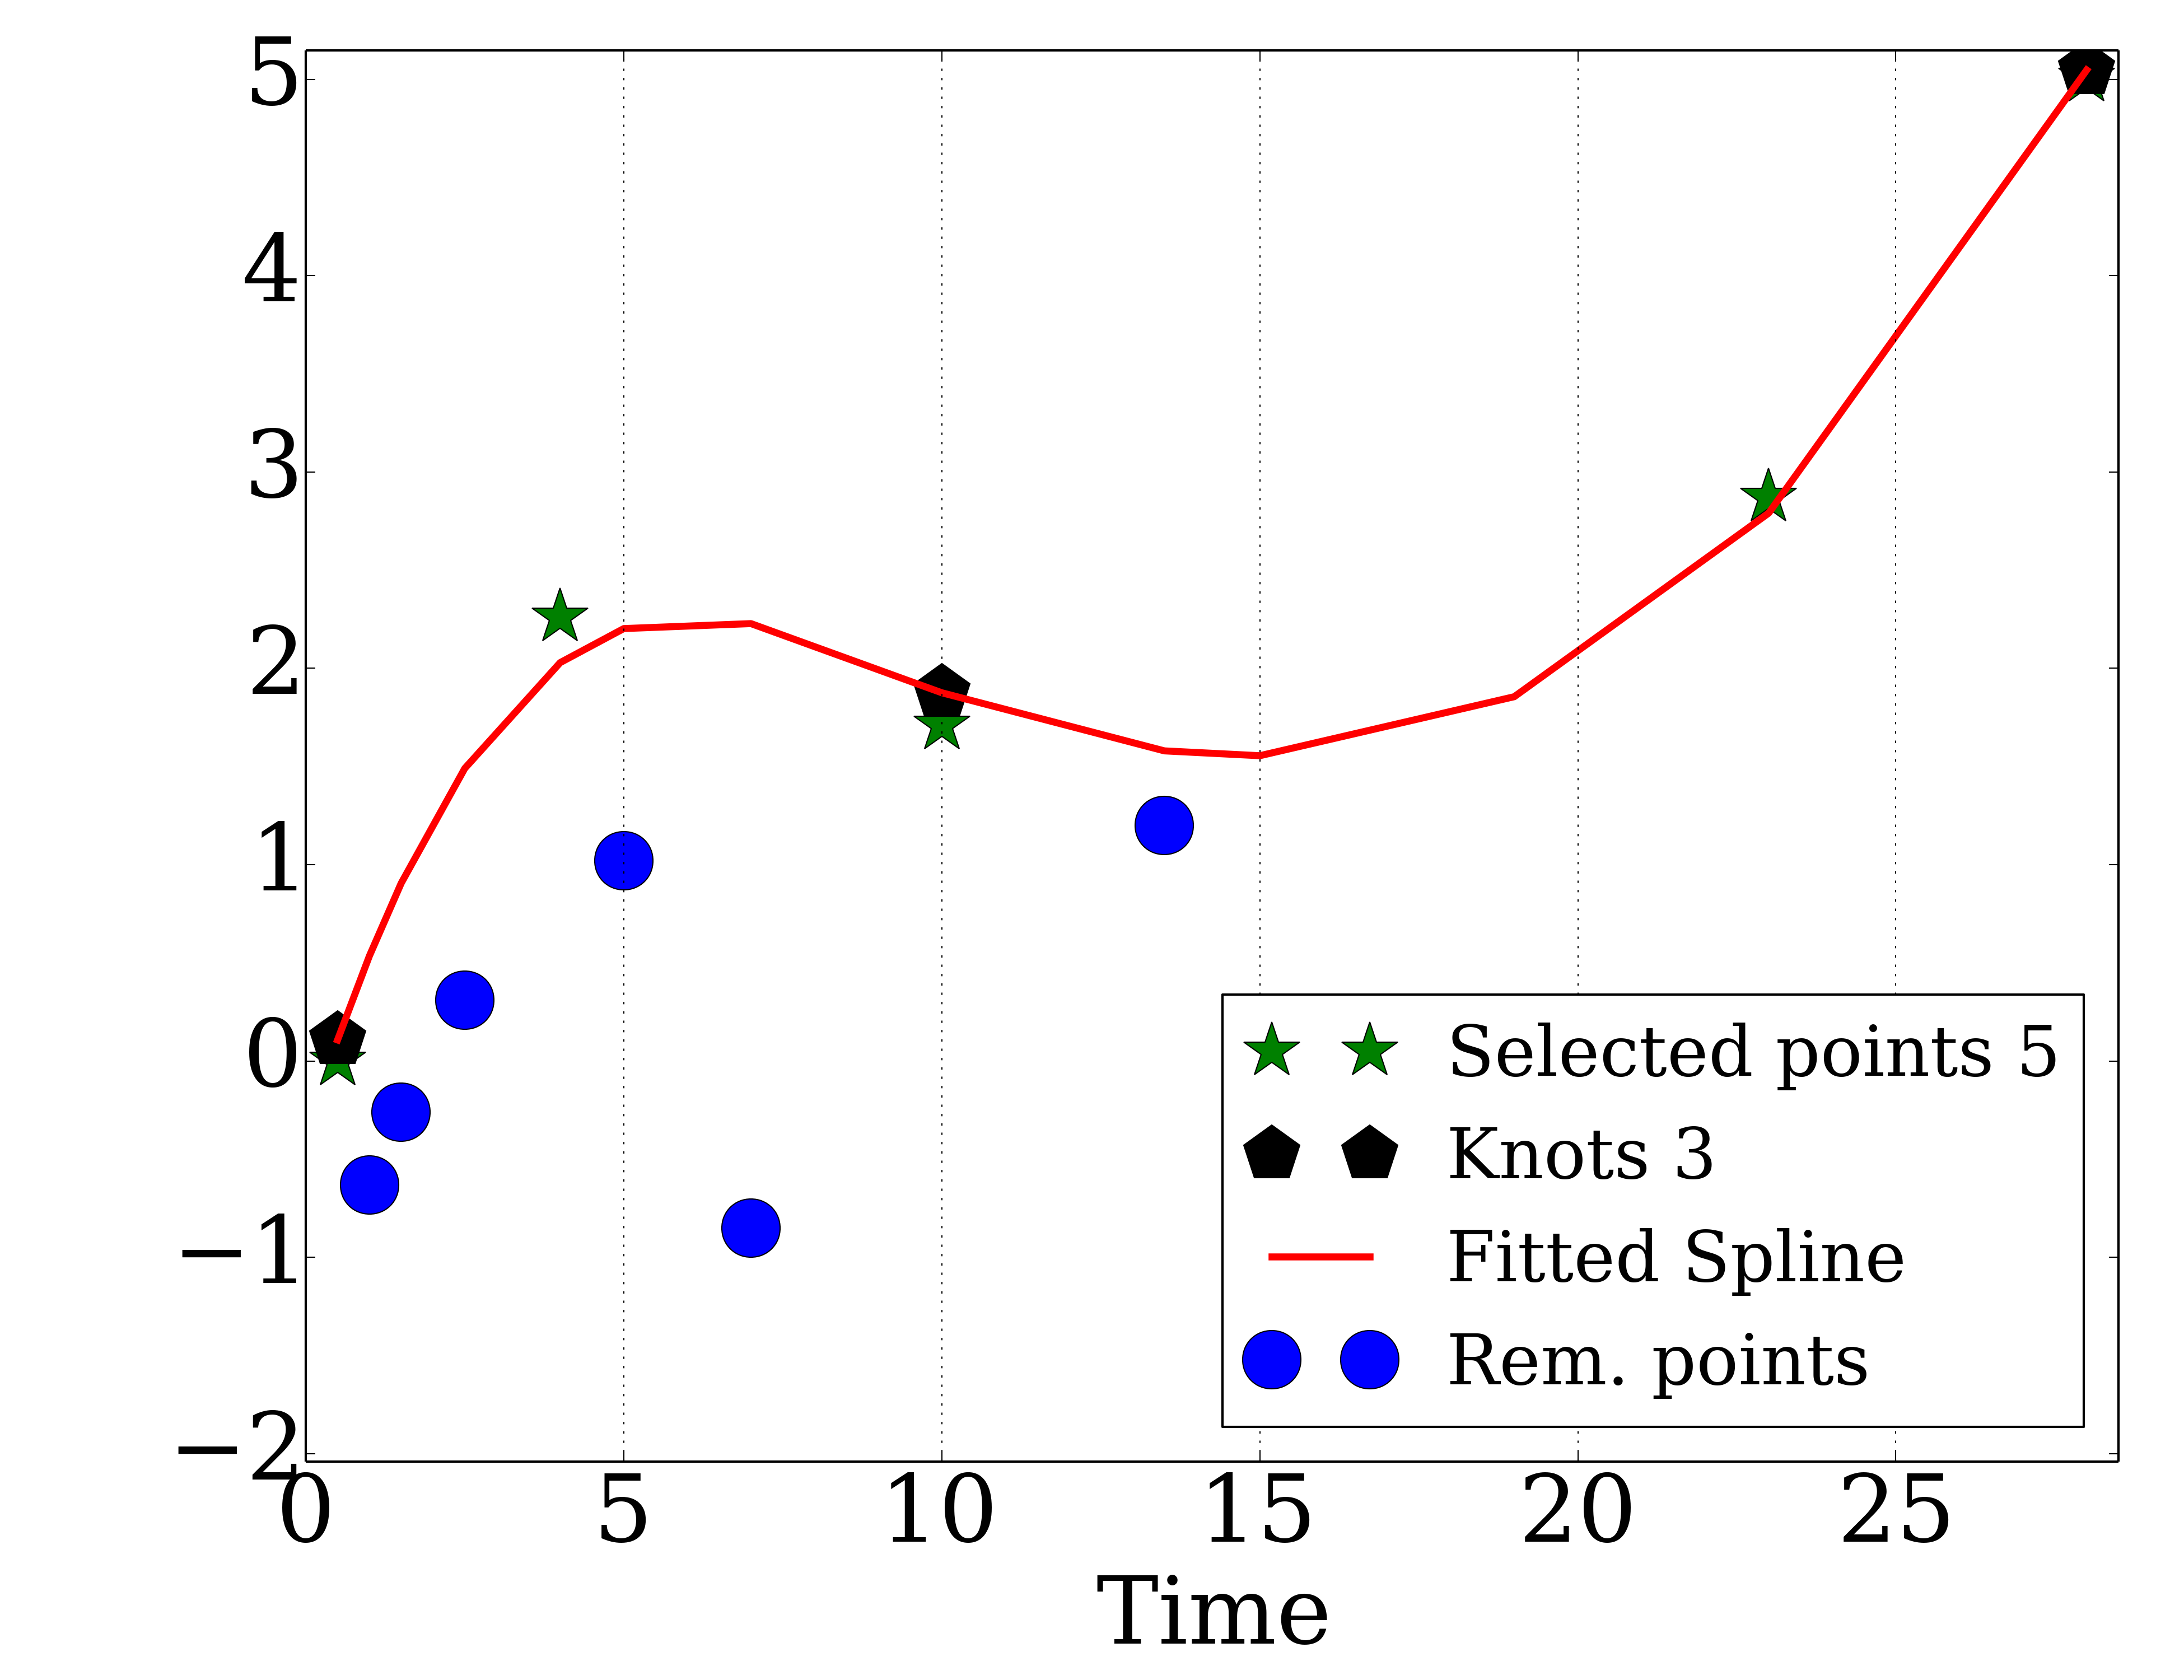 5
4
3
2
1
0
−1
−2
0 5 10 15 20 25
Time
Selected points 5
Knots 3
Fitted Spline
Rem. points